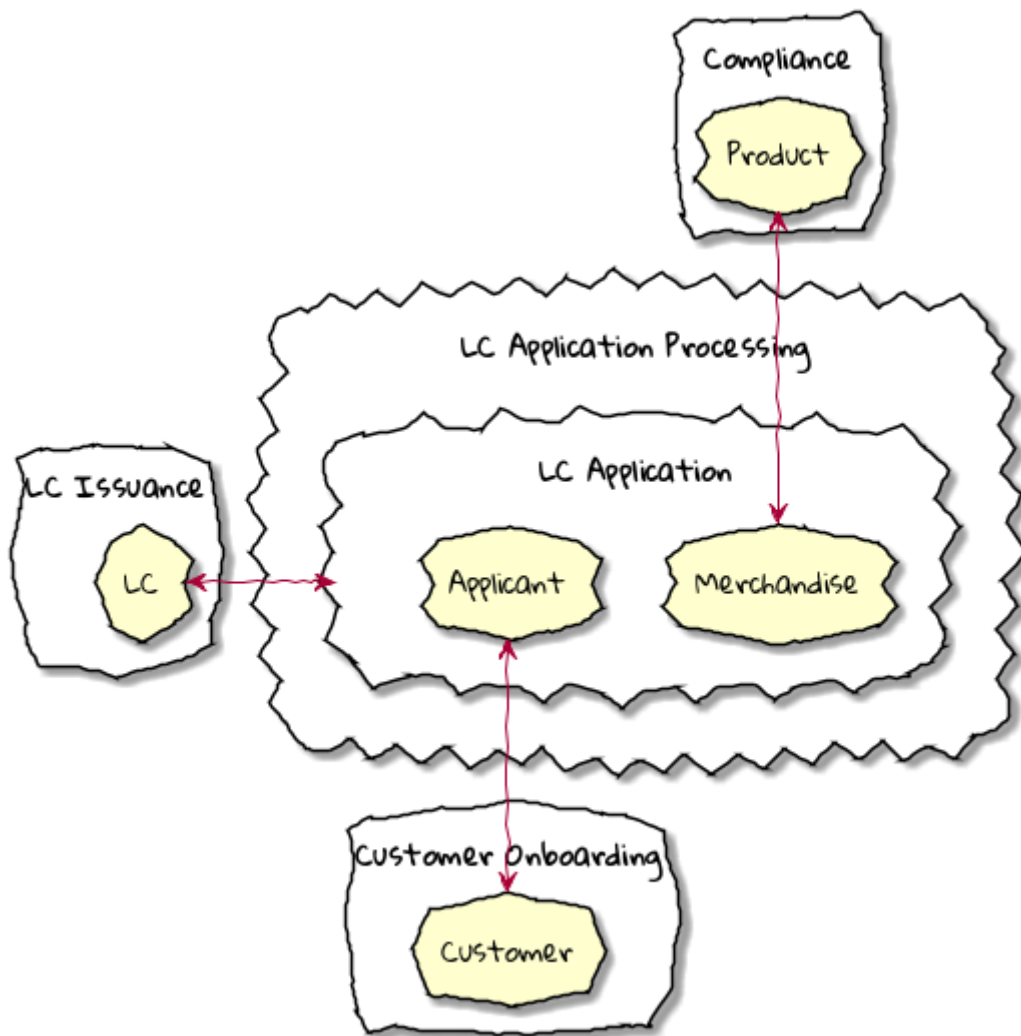 Compliance
Product
LC Application Processing
LC Application
LC Issuance
LC
Applicant
Merchandise
Customer Onboarding
Customer